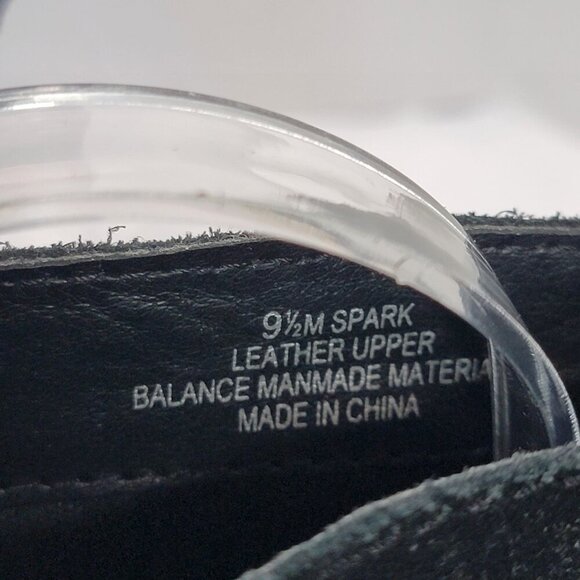 9½M SPARK
LEATHER UPPER
BALANCE MANMADE MATERIA
MADE IN CHINA